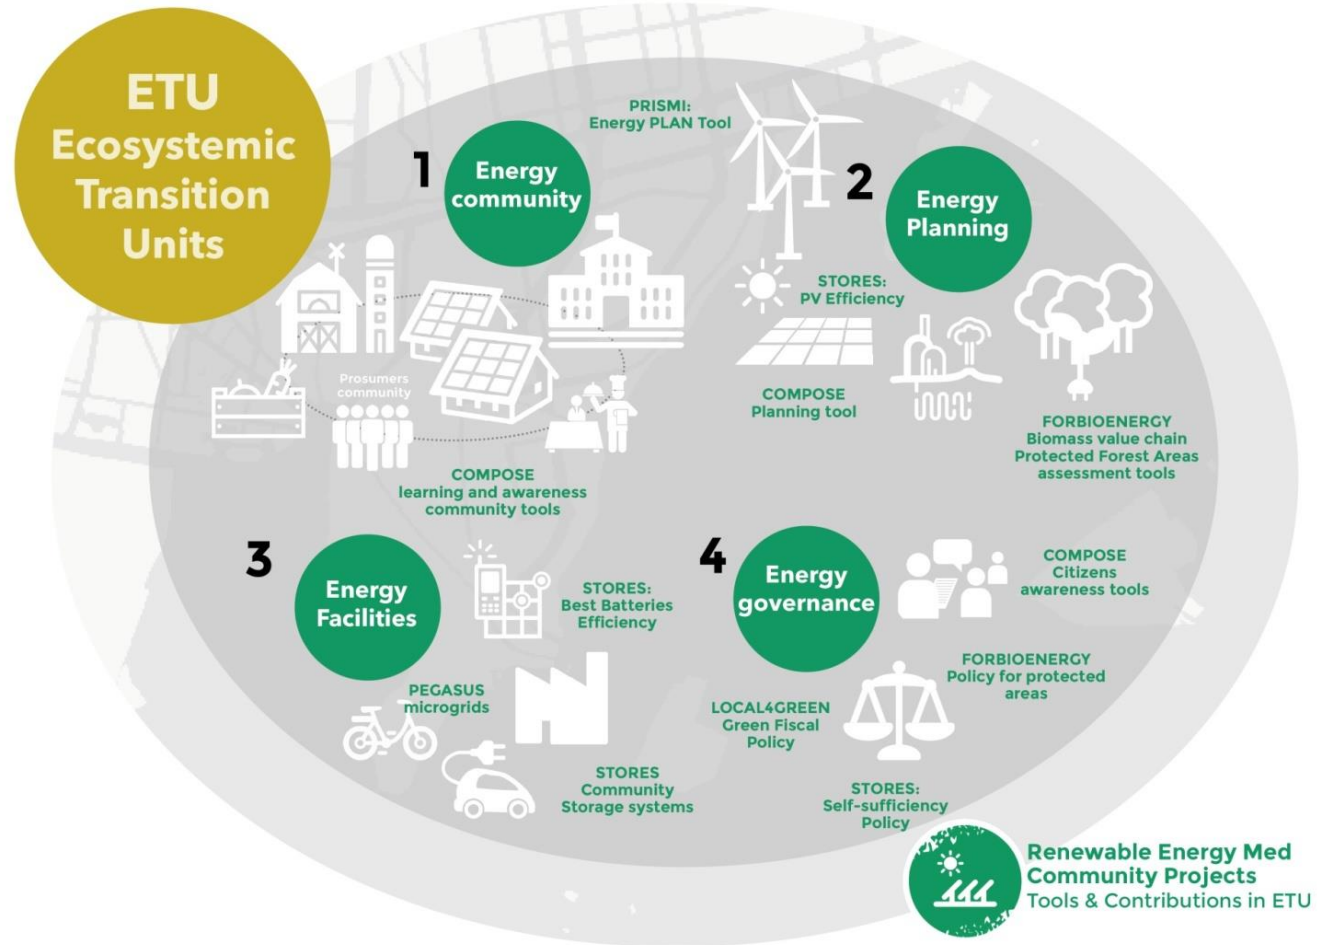 ETU
Ecosystemic
Transition
Units
1
Energy
community
Prosumers
community
COMPOSE
learning and awareness
community tools
PRISMI:
Energy PLAN Tool
2
Energy
Planning
STORES:
PV Efficiency
COMPOSE
Planning tool
FORBIOENERGY
Biomass value chain
Protected Forest Areas
assessment tools
3
Energy
Facilities
STORES:
Best Batteries
Efficiency
PEGASUS
microgrids
STORES
Community
Storage systems
4
Energy
governance
COMPOSE
Citizens
awareness tools
FORBIOENERGY
Policy for protected
areas
LOCAL4GREEN
Green Fiscal
Policy
STORES:
Self-sufficiency
Policy
Renewable Energy Med
Community Projects
Tools & Contributions in ETU